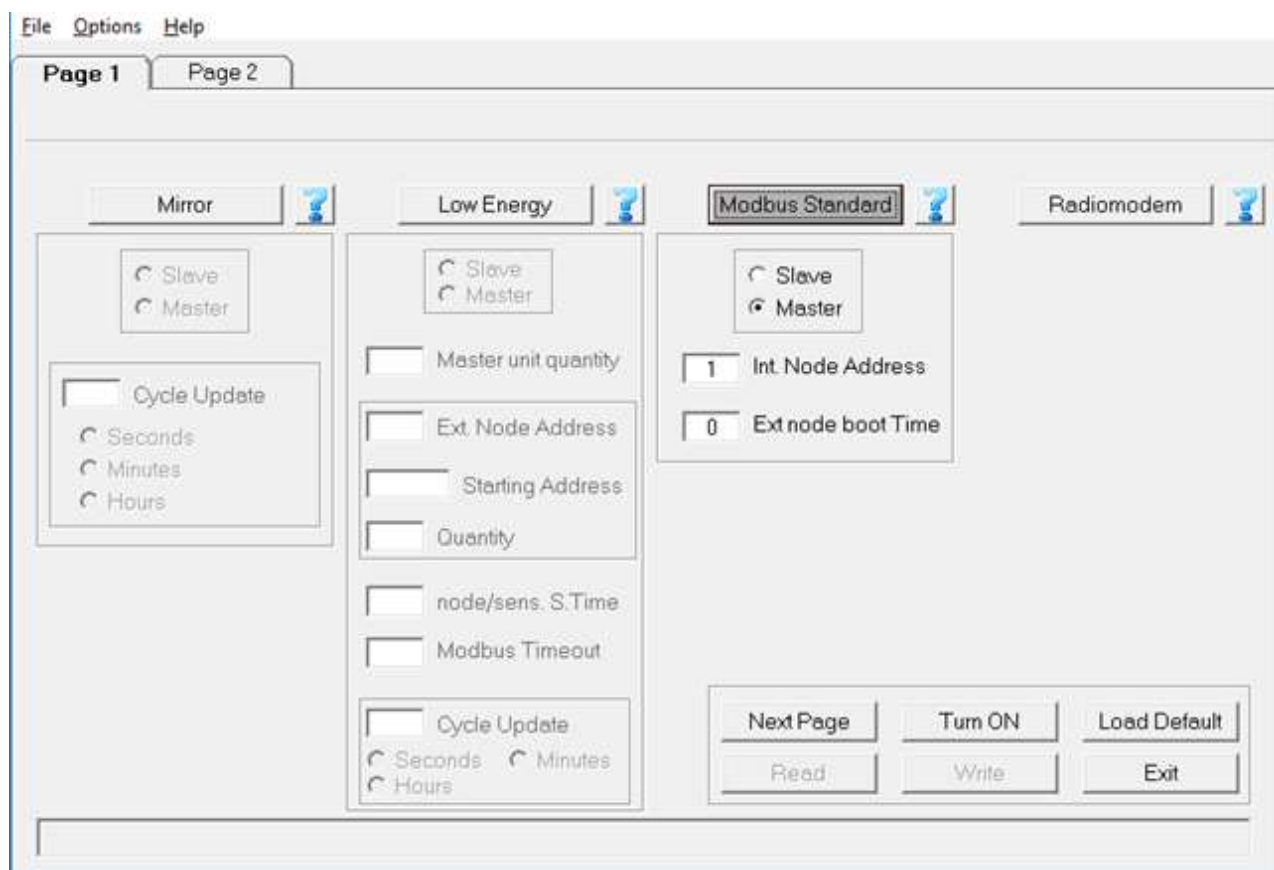 File Options Help
Page 1 Page 2
Mirror Low Energy Modbus Standard Radiomodem
Slave
Master
Cycle Update
Seconds
Minutes
Hours
Slave
Master
Master unit quantity
Ext. Node Address
Starting Address
Quantity
node/sens. S.Time
Modbus Timeout
Cycle Update
Seconds Minutes
Hours
Slave
Master
1 Int. Node Address
0 Ext node boot Time
Next Page Turn ON Load Default
Read Write Exit